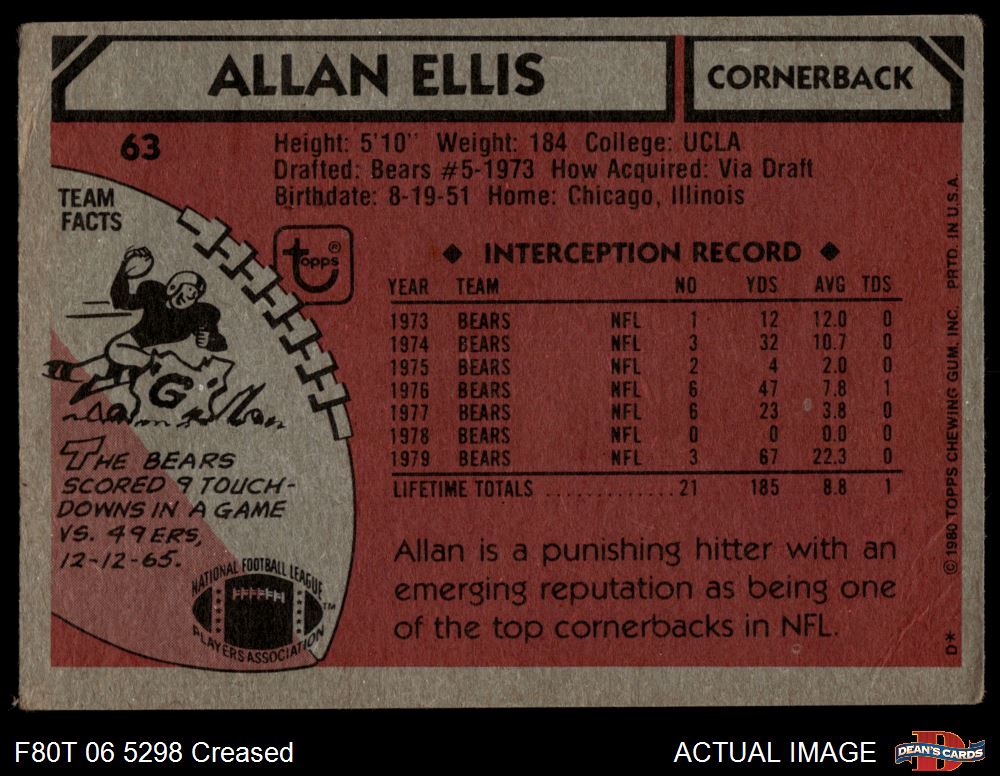 ALLAN ELLIS
CORNERBACK
63
Height: 5'10" Weight: 184 College: UCLA
Drafted: Bears #5-1973 How Acquired: Via Draft
Birthdate: 8-19-51 Home: Chicago, Illinois
TEAM
FACTS
topps®
G
THE BEARS
SCORED 9 TOUCH-
DOWNS IN A GAME
VS. 49ERS,
12-12-65.
NATIONAL FOOTBALL LEAGUE
PLAYERS ASSOCIATION
TM
◆ INTERCEPTION RECORD ◆
YEAR TEAM NO YDS AVG TDS
1973 BEARS NFL 1 12 12.0 0
1974 BEARS NFL 3 32 10.7 0
1975 BEARS NFL 2 4 2.0 0
1976 BEARS NFL 6 47 7.8 1
1977 BEARS NFL 6 23 3.8 0
1978 BEARS NFL 0 0 0.0 0
1979 BEARS NFL 3 67 22.3 0
LIFETIME TOTALS .............21 185 8.8 1
Allan is a punishing hitter with an
emerging reputation as being one
of the top cornerbacks in NFL.
D* ©1980 TOPPS CHEWING GUM, INC. PRTD. IN U.S.A.
F80T 06 5298 Creased
ACTUAL IMAGE
D
DEAN'S CARDS